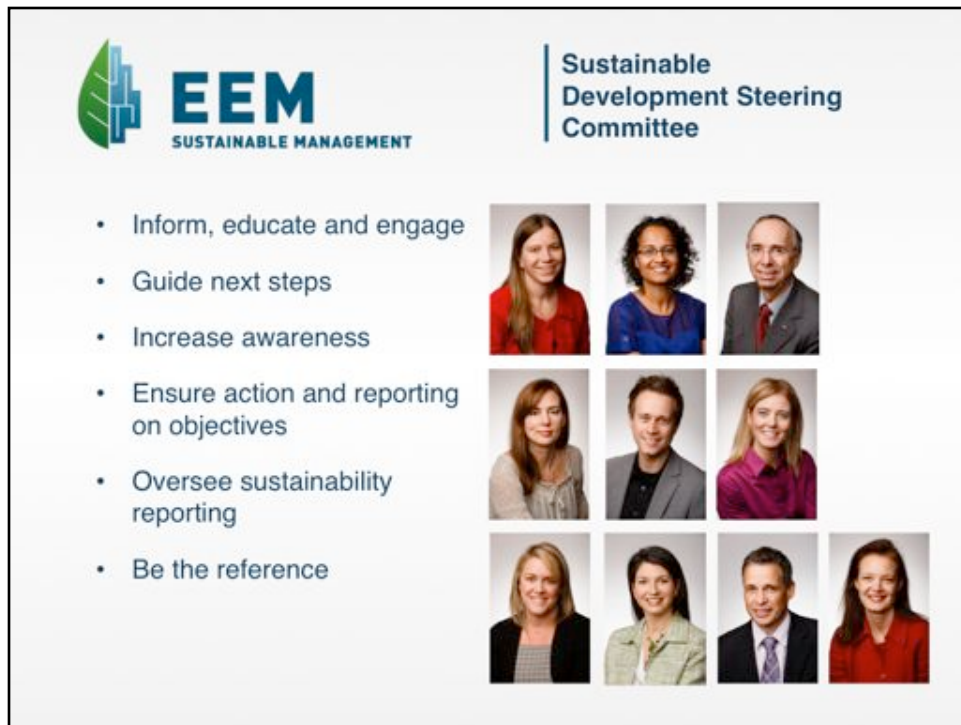 EEM
SUSTAINABLE MANAGEMENT
Sustainable
Development Steering
Committee
• Inform, educate and engage
• Guide next steps
• Increase awareness
• Ensure action and reporting
on objectives
• Oversee sustainability
reporting
• Be the reference